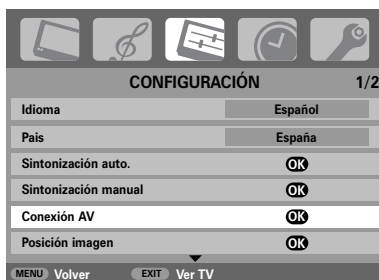 CONFIGURACIÓN 1/2
Idioma Español
Pais España
Sintonización auto. OK
Sintonización manual OK
Conexión AV OK
Posición imagen OK
MENU Volver EXIT Ver TV